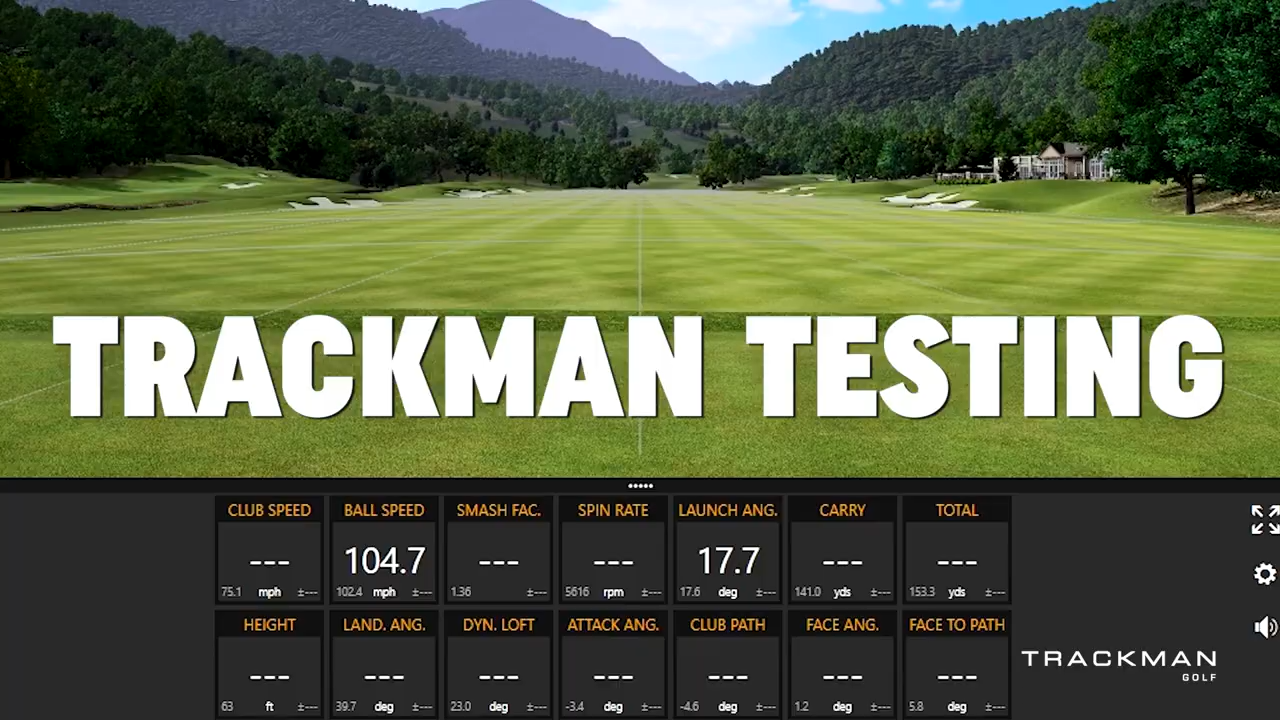 TRACKMAN TESTING
CLUB SPEED BALL SPEED SMASH FAC. SPIN RATE LAUNCH ANG. CARRY TOTAL
--- 104.7 --- --- 17.7 --- ---
75.1 mph ±--- 102.4 mph ±--- 1.36 ±--- 5616 rpm ±--- 17.6 deg ±--- 141.0 yds ±--- 153.3 yds ±---
HEIGHT LAND. ANG. DYN. LOFT ATTACK ANG. CLUB PATH FACE ANG. FACE TO PATH
--- --- --- --- --- --- ---
63 ft ±--- 39.7 deg ±--- 23.0 deg ±--- -3.4 deg ±--- -4.6 deg ±--- 1.2 deg ±--- 5.8 deg ±---
TRACKMAN
GOLF